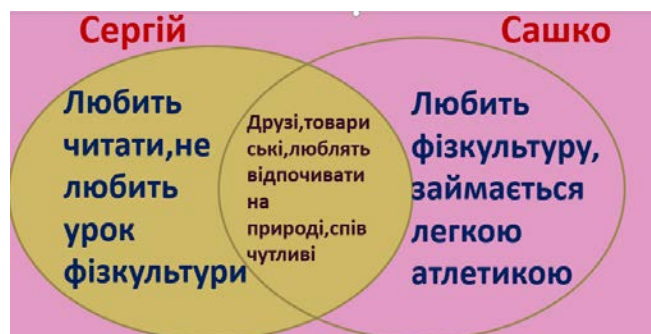 Сергій
Сашко
Любить
читати,не
любить
урок
фізкультури
Друзі,товари
ські,люблять
відпочивати
на
природі,спів
чутливі
Любить
фізкультуру,
займається
легкою
атлетикою